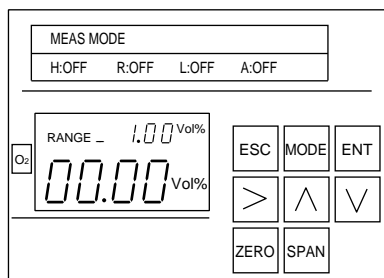 MEAS MODE
H:OFF R:OFF L:OFF A:OFF
RANGE – 1.00 Vol%
O₂
00.00 Vol%
ESC MODE ENT
> ∧ ∨
ZERO SPAN